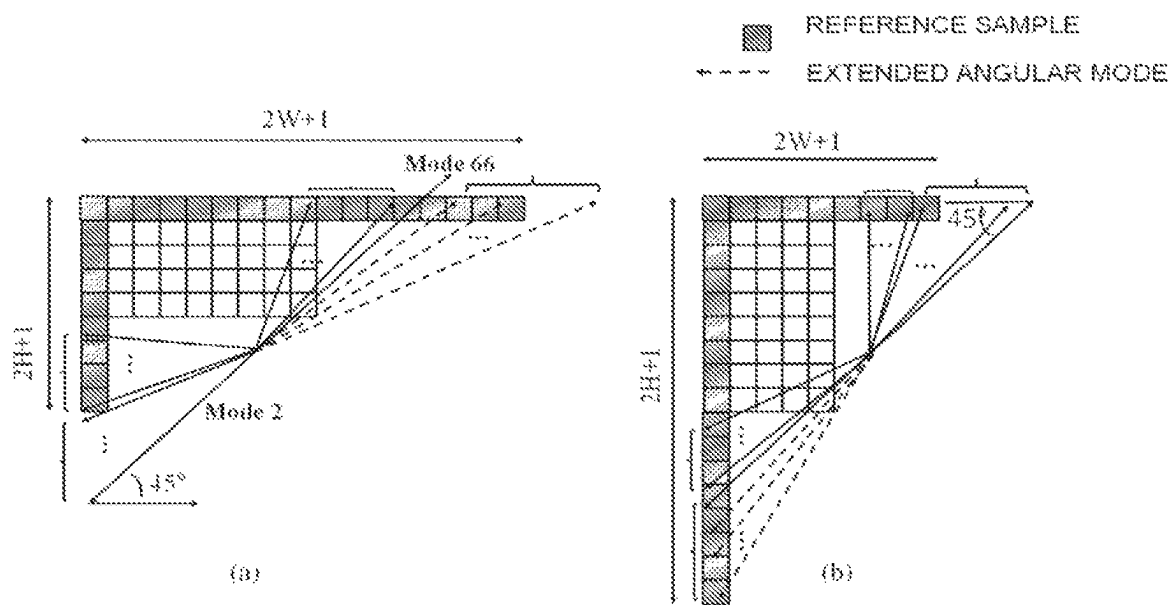 REFERENCE SAMPLE
EXTENDED ANGULAR MODE
2W+1
Mode 66
2H+1
Mode 2
45°
(a)
2W+1
45°
2H+1
(b)